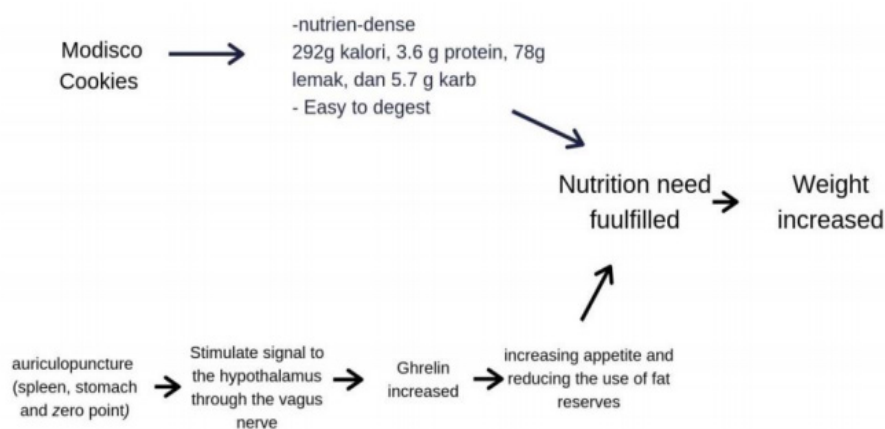 Modisco
Cookies
-nutrien-dense
292g kalori, 3.6 g protein, 78g
lemak, dan 5.7 g karb
- Easy to degest
Nutrition need
fuulfilled
Weight
increased
auriculopuncture
(spleen, stomach
and zero point)
Stimulate signal to
the hypothalamus
through the vagus
nerve
Ghrelin
increased
increasing appetite and
reducing the use of fat
reserves